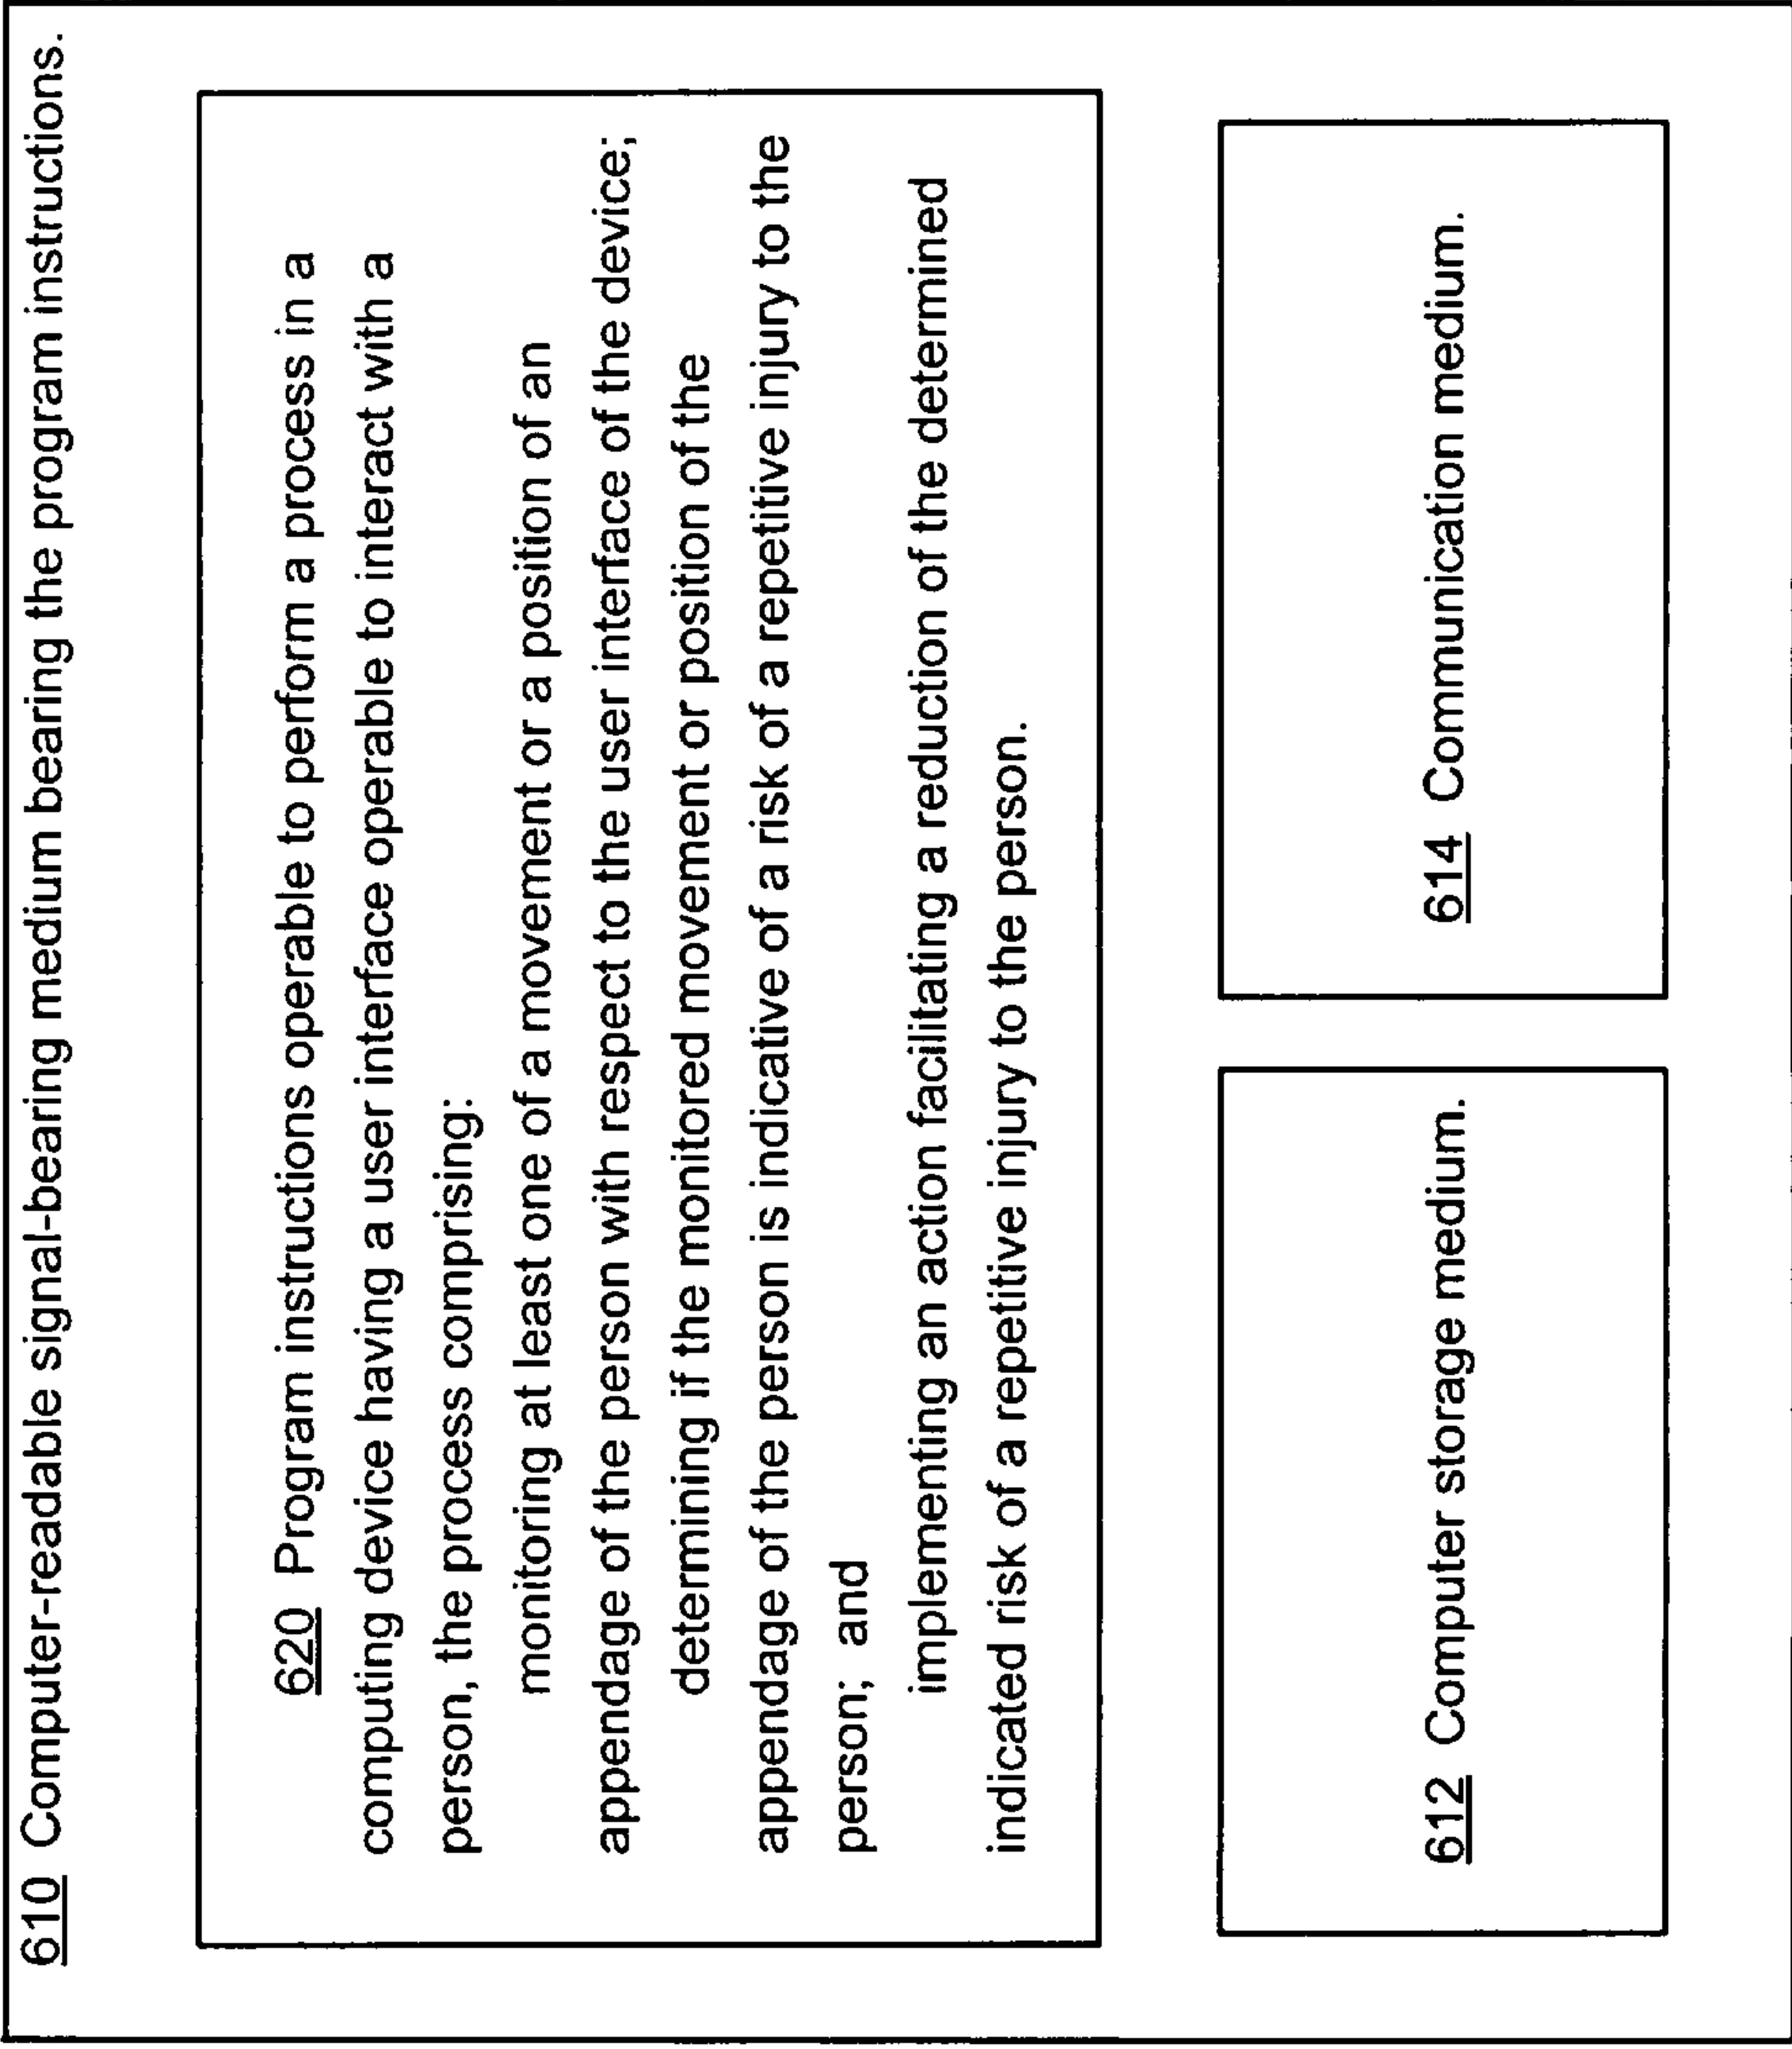 610 Computer-readable signal-bearing medium bearing the program instructions.
620 Program instructions operable to perform a process in a
computing device having a user interface operable to interact with a
person, the process comprising:
monitoring at least one of a movement or a position of an
appendage of the person with respect to the user interface of the device;
determining if the monitored movement or position of the
appendage of the person is indicative of a risk of a repetitive injury to the
person; and
implementing an action facilitating a reduction of the determined
indicated risk of a repetitive injury to the person.
612 Computer storage medium.
614 Communication medium.